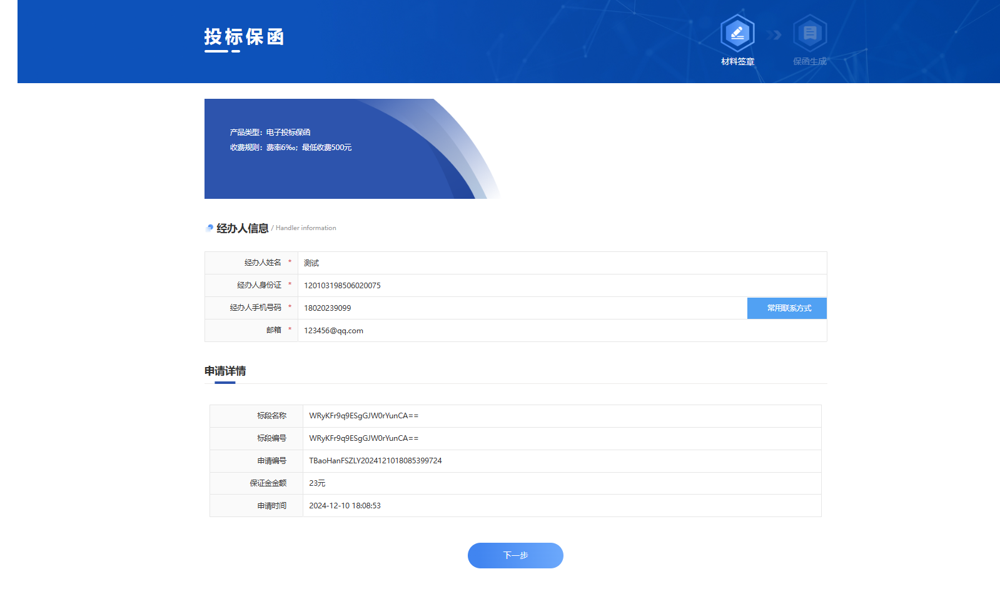 投标保函
材料签章
保函生成
产品类型：电子投标保函
收费规则：费率6‰；最低收费500元
经办人信息 / Handler information
经办人姓名 * 测试
经办人身份证 * 120103198506020075
经办人手机号码 * 18020239099 常用联系方式
邮箱 * 123456@qq.com
申请详情
标段名称 WRyKFr9q9ESgGJW0rYunCA==
标段编号 WRyKFr9q9ESgGJW0rYunCA==
申请编号 TBaoHanFSZLY2024121018085399724
保证金金额 23元
申请时间 2024-12-10 18:08:53
下一步